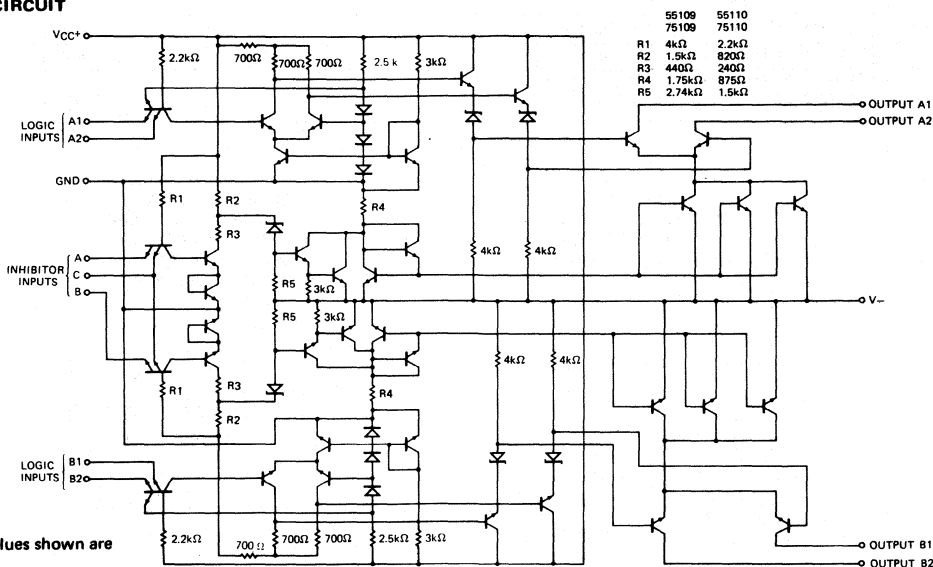 CIRCUIT
55109 55110
75109 75110
R1 4kΩ 2.2kΩ
R2 1.5kΩ 820Ω
R3 440Ω 240Ω
R4 1.75kΩ 875Ω
R5 2.74kΩ 1.5kΩ
VCC+
2.2kΩ
700Ω
700Ω
700Ω
2.5 k
3kΩ
LOGIC INPUTS
A1
A2
OUTPUT A1
OUTPUT A2
GND
R1
R2
R4
R3
4kΩ
4kΩ
INHIBITOR INPUTS
A
C
B
R5
3kΩ
V–
R5
3kΩ
4kΩ
4kΩ
R1
R3
R4
R2
LOGIC INPUTS
B1
B2
2.2kΩ
700 Ω
700Ω
700Ω
2.5kΩ
3kΩ
lues shown are
OUTPUT B1
OUTPUT B2